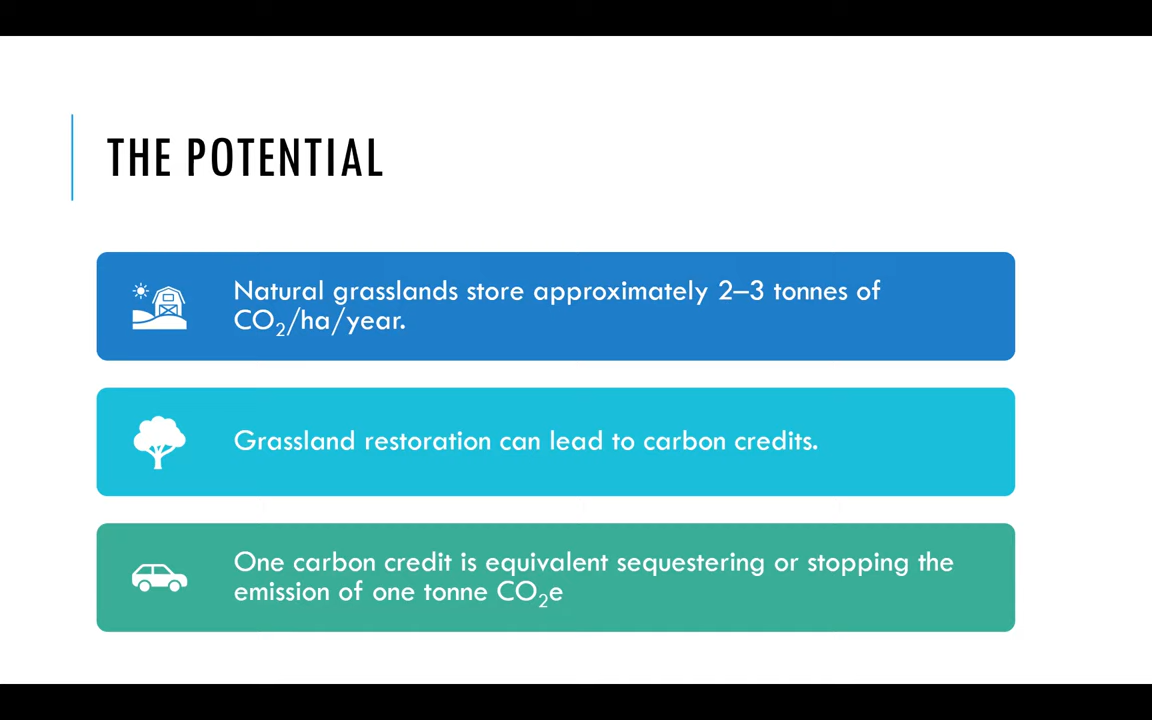 THE POTENTIAL
Natural grasslands store approximately 2–3 tonnes of
CO₂/ha/year.
Grassland restoration can lead to carbon credits.
One carbon credit is equivalent sequestering or stopping the
emission of one tonne CO₂e